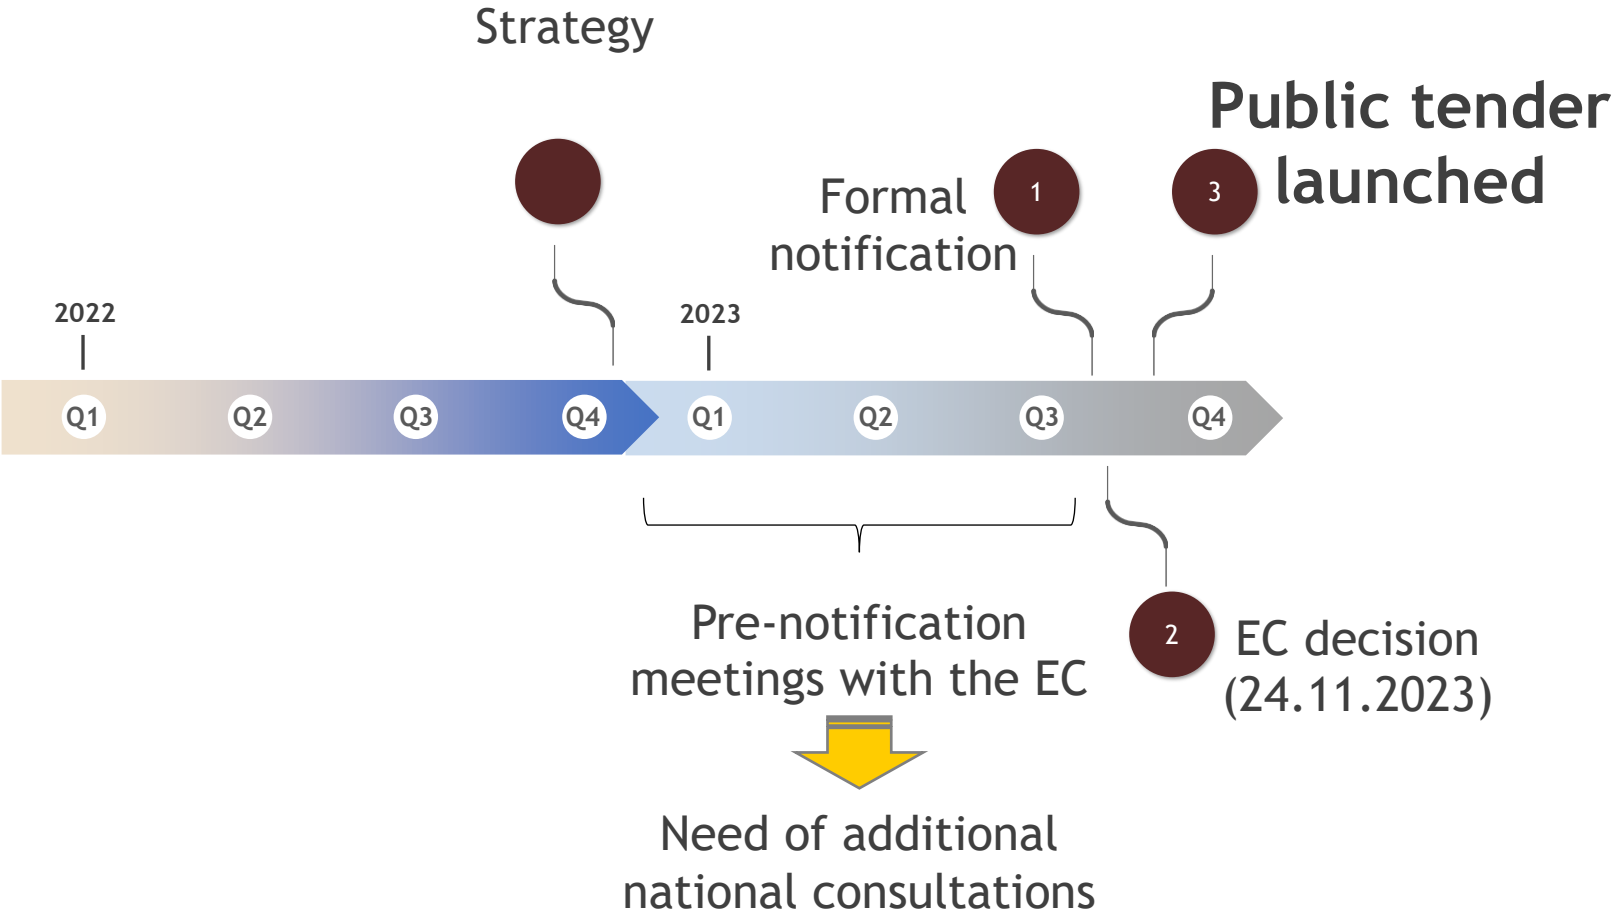 Strategy
Public tender
launched
Formal
notification
1
3
2022
2023
Q1
Q2
Q3
Q4
Q1
Q2
Q3
Q4
Pre-notification
meetings with the EC
2
EC decision
(24.11.2023)
Need of additional
national consultations